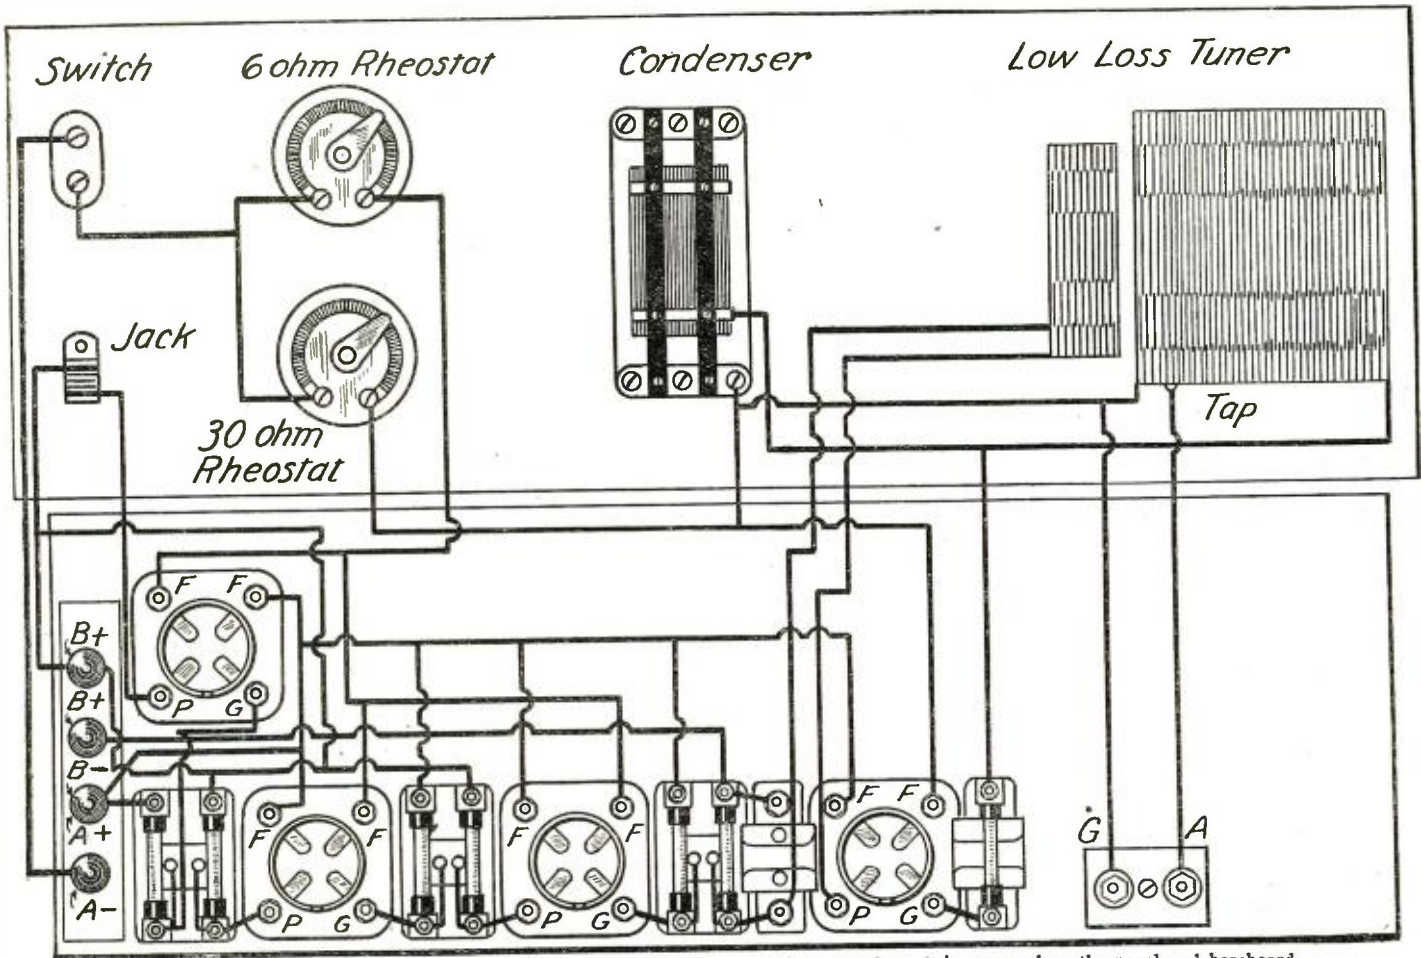 Switch
6 ohm Rheostat
Condenser
Low Loss Tuner
Jack
30 ohm
Rheostat
Tap
F F
P G
B+
B+
B-
A+
A-
F F
P G
F F
P G
F F
P G
G A